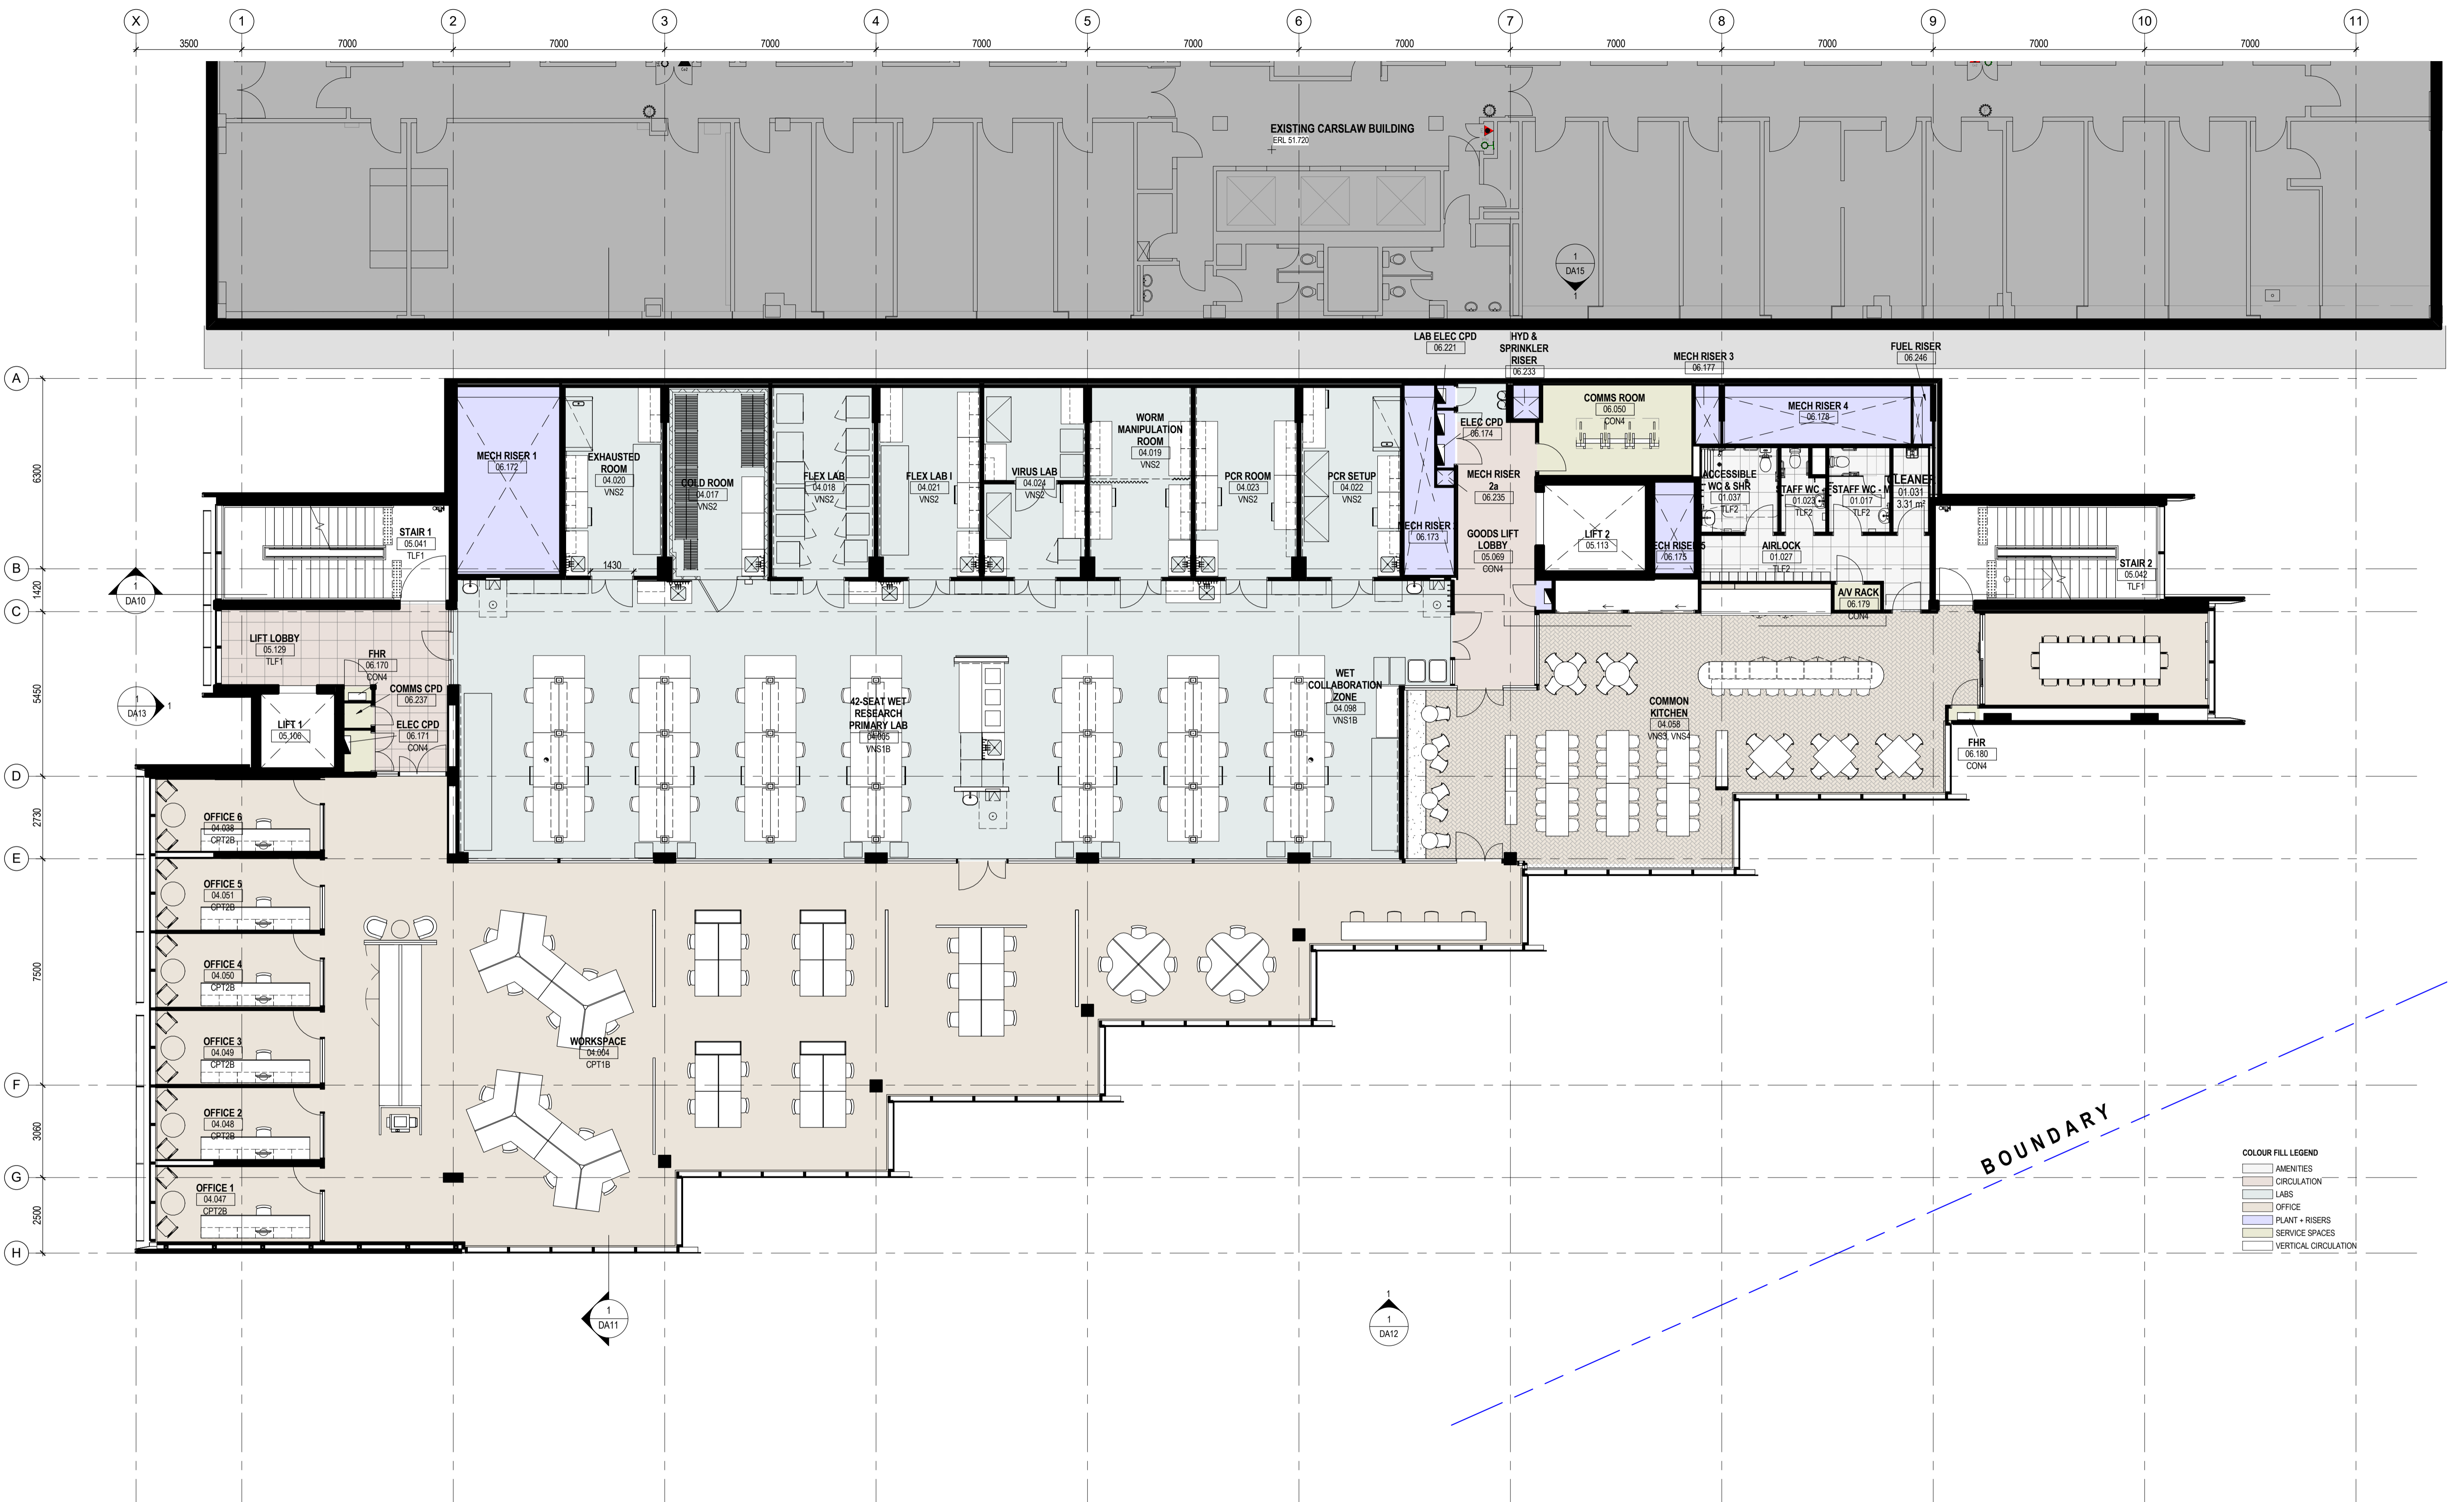 X 1 2 3 4 5 6 7 8 9 10 11
3500 7000 7000 7000 7000 7000 7000 7000 7000 7000 7000
EXISTING CARSLAW BUILDING
ERL 51.720
1
DA15
1
LAB ELEC CPD
06.221
HYD &
SPRINKLER
RISER
06.233
MECH RISER 3
06.177
FUEL RISER
06.246
A
MECH RISER 1
06.172
EXHAUSTED
ROOM
04.020
VNS2
COLD ROOM
04.017
VNS2
FLEX LAB
04.018
VNS2
FLEX LAB I
04.021
VNS2
VIRUS LAB
04.024
VNS2
WORM
MANIPULATION
ROOM
04.019
VNS2
PCR ROOM
04.023
VNS2
PCR SETUP
04.022
VNS2
MECH RISER
06.173
ELEC CPD
06.174
MECH RISER
2a
06.235
GOODS LIFT
LOBBY
05.069
CON4
COMMS ROOM
06.050
CON4
MECH RISER 4
06.178
LIFT 2
05.113
06.175
ACCESSIBLE
WC & SHR
01.037
TLF2
STAFF WC
01.023
TLF2
STAFF WC - M
01.017
TLF2
CLEANER
01.031
3.31 m²
AIRLOCK
01.027
TLF2
A/V RACK
06.179
CON4
STAIR 2
05.042
TLF1
STAIR 1
05.041
TLF1
6300
B
1430
1420
C
1
DA10
LIFT LOBBY
05.129
TLF1
FHR
06.170
CON4
COMMS CPD
06.237
LIFT 1
05.106
ELEC CPD
06.171
CON4
5450
1
DA13
1
42-SEAT WET
RESEARCH
PRIMARY LAB
04.005
VNS1B
WET
COLLABORATION
ZONE
04.098
VNS1B
COMMON
KITCHEN
04.058
VNS3, VNS4
FHR
06.180
CON4
D
2730
E
7500
F
3060
G
2500
H
OFFICE 6
04.038
CPT2B
OFFICE 5
04.051
CPT2B
OFFICE 4
04.050
CPT2B
OFFICE 3
04.049
CPT2B
OFFICE 2
04.048
CPT2B
OFFICE 1
04.047
CPT2B
WORKSPACE
04.004
CPT1B
BOUNDARY
COLOUR FILL LEGEND
AMENITIES
CIRCULATION
LABS
OFFICE
PLANT + RISERS
SERVICE SPACES
VERTICAL CIRCULATION
1
DA11
1
1
DA12